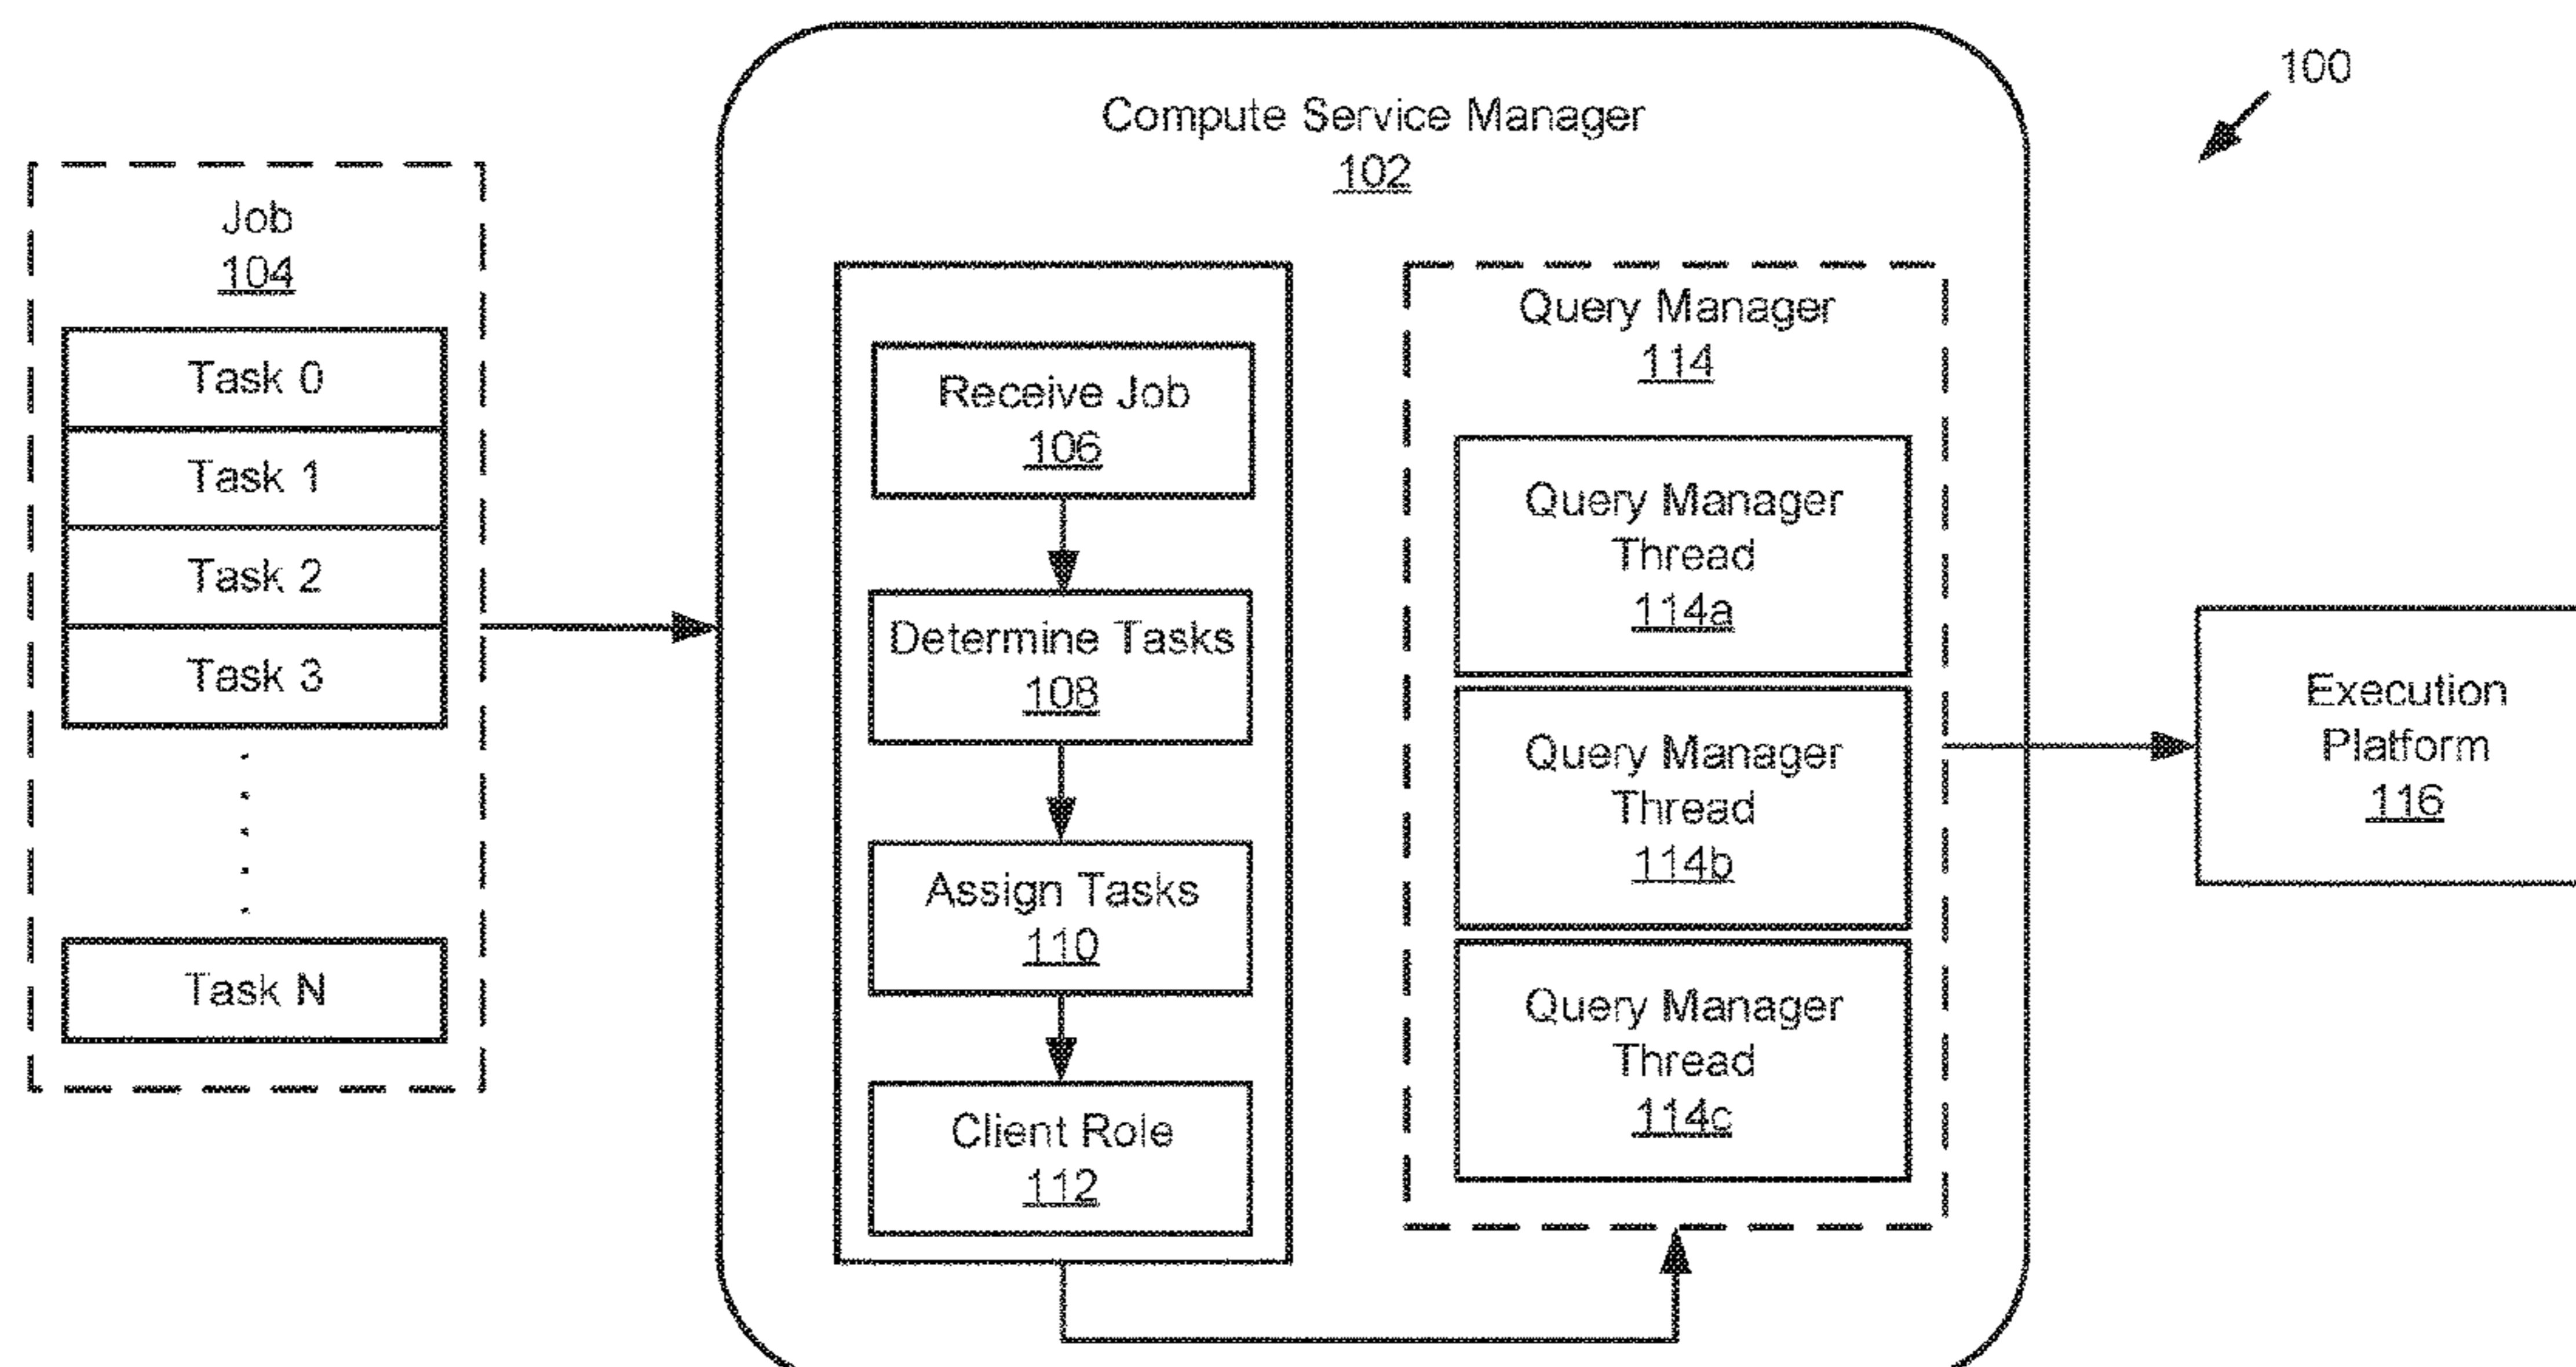 100
Compute Service Manager
102
Job
104
Task 0
Task 1
Task 2
Task 3
Task N
Receive Job
106
Determine Tasks
108
Assign Tasks
110
Client Role
112
Query Manager
114
Query Manager
Thread
114a
Query Manager
Thread
114b
Query Manager
Thread
114c
Execution
Platform
116